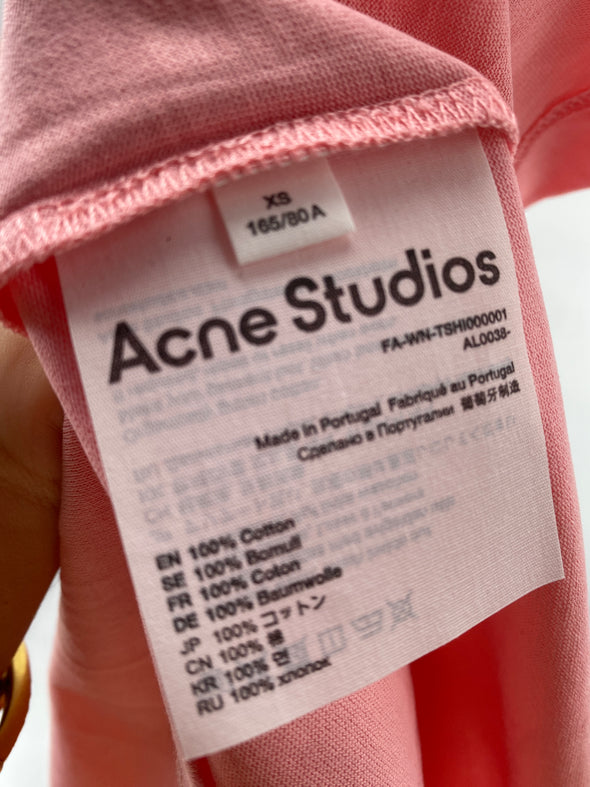 XS
165/80A
Acne Studios
FA-WN-TSHI000001
AL0038-
Made in Portugal Fabriqué au Portugal
Сделано в Португалии 葡萄牙制造
EN 100% Cotton
SE 100% Bomull
FR 100% Coton
DE 100% Baumwolle
JP 100% コットン
CN 100% 棉
KR 100% 면
RU 100% хлопок